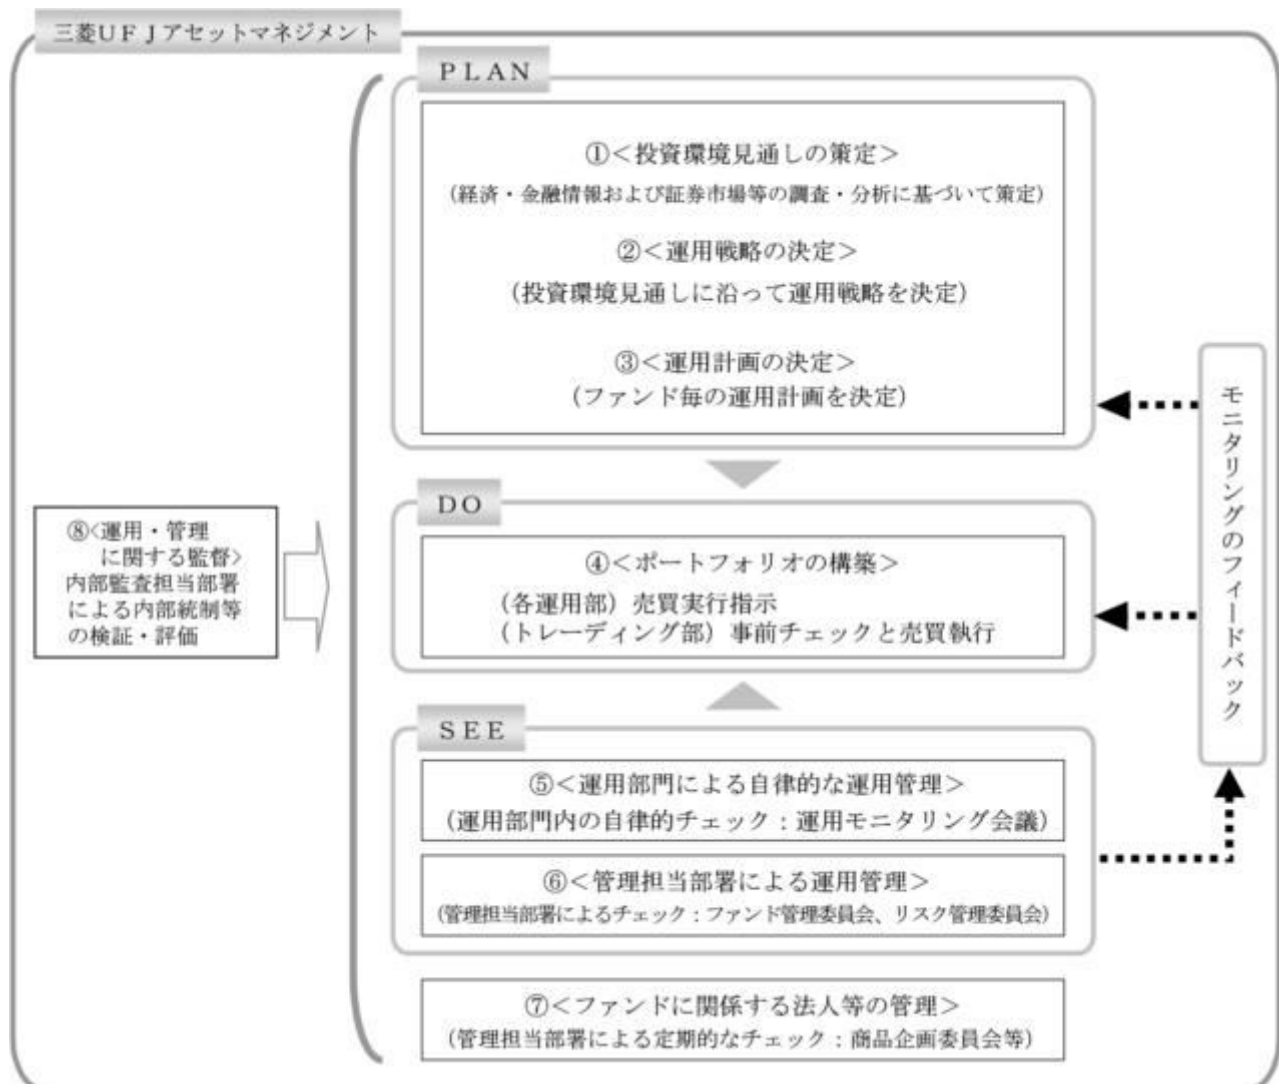 三菱ＵＦＪアセットマネジメント
ＰＬＡＮ
①＜投資環境見通しの策定＞
（経済・金融情報および証券市場等の調査・分析に基づいて策定）
②＜運用戦略の決定＞
（投資環境見通しに沿って運用戦略を決定）
③＜運用計画の決定＞
（ファンド毎の運用計画を決定）
ＤＯ
④＜ポートフォリオの構築＞
（各運用部）売買実行指示
（トレーディング部）事前チェックと売買執行
ＳＥＥ
⑤＜運用部門による自律的な運用管理＞
（運用部門内の自律的チェック：運用モニタリング会議）
⑥＜管理担当部署による運用管理＞
（管理担当部署によるチェック：ファンド管理委員会、リスク管理委員会）
⑦＜ファンドに関係する法人等の管理＞
（管理担当部署による定期的なチェック：商品企画委員会等）
⑧<運用・管理
に関する監督>
内部監査担当部署
による内部統制等
の検証・評価
モニタリングのフィードバック